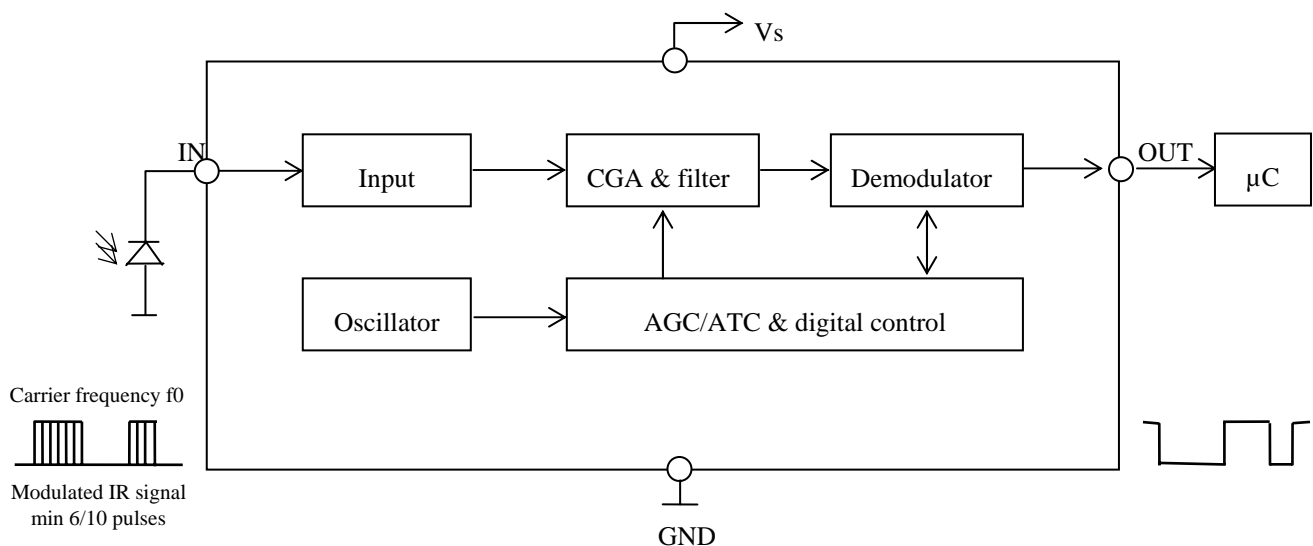 Vs
IN
OUT
Input
CGA & filter
Demodulator
µC
Oscillator
AGC/ATC & digital control
Carrier frequency f0
Modulated IR signal
min 6/10 pulses
GND